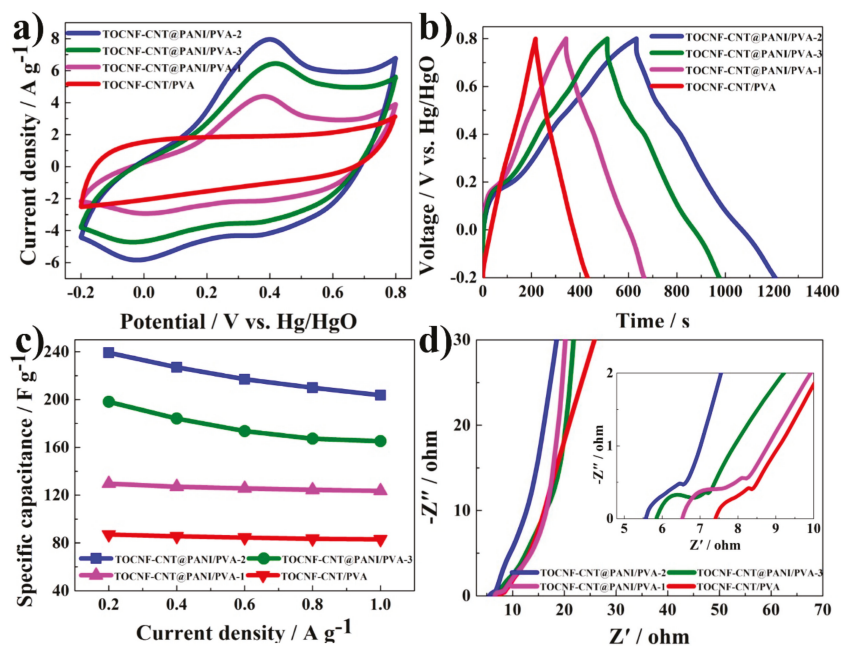 a)
TOCNF-CNT@PANI/PVA-2
TOCNF-CNT@PANI/PVA-3
TOCNF-CNT@PANI/PVA-1
TOCNF-CNT/PVA
Current density / A g-1
8
6
4
2
0
-2
-4
-6
-0.2 0.0 0.2 0.4 0.6 0.8
Potential / V vs. Hg/HgO
b)
TOCNF-CNT@PANI/PVA-2
TOCNF-CNT@PANI/PVA-3
TOCNF-CNT@PANI/PVA-1
TOCNF-CNT/PVA
Voltage / V vs. Hg/HgO
1.0
0.8
0.6
0.4
0.2
0.0
-0.2
0 200 400 600 800 1000 1200 1400
Time / s
c)
Specific capacitance / F g-1
240
200
160
120
80
40
TOCNF-CNT@PANI/PVA-2 TOCNF-CNT@PANI/PVA-3
TOCNF-CNT@PANI/PVA-1 TOCNF-CNT/PVA
0.2 0.4 0.6 0.8 1.0
Current density / A g-1
d)
-Z″ / ohm
30
20
10
0
-Z″ / ohm
2
1
0
5 6 7 8 9 10
Z′ / ohm
TOCNF-CNT@PANI/PVA-2 TOCNF-CNT@PANI/PVA-3
TOCNF-CNT@PANI/PVA-1 TOCNF-CNT/PVA
10 20 30 40 50 60 70
Z′ / ohm